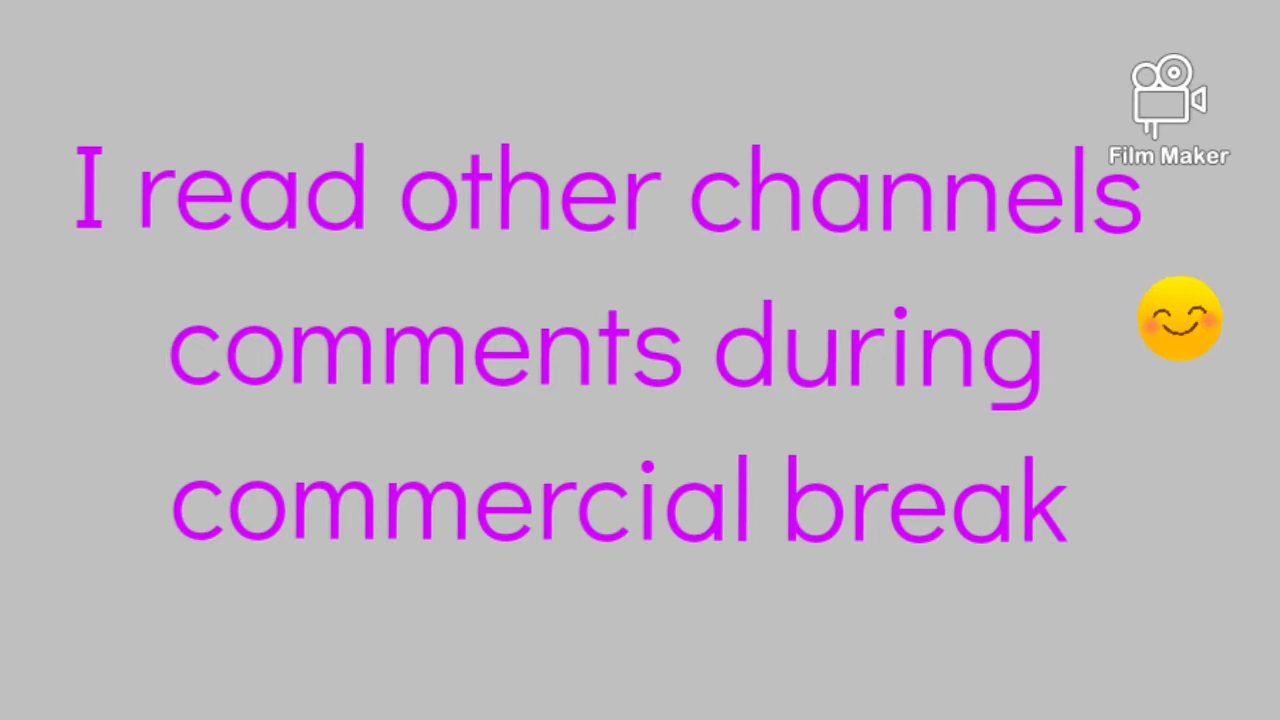 Film Maker
I read other channels
comments during
commercial break